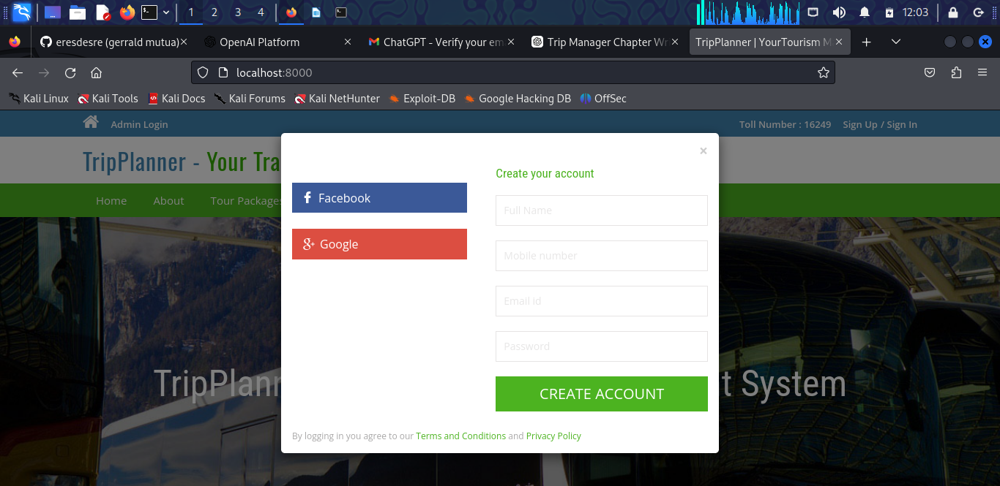 1 2 3 4 12:03
eresdesre (gerrald mutua) OpenAI Platform ChatGPT - Verify your em Trip Manager Chapter Wr TripPlanner | YourTourism M
localhost:8000
Kali Linux Kali Tools Kali Docs Kali Forums Kali NetHunter Exploit-DB Google Hacking DB OffSec
Admin Login Toll Number : 16249 Sign Up / Sign In
×
TripPlanner - Your Tra
Create your account
Facebook
Home About Tour Packages
Full Name
Google
Mobile number
Email id
Password
TripPlann t System
CREATE ACCOUNT
By logging in you agree to our Terms and Conditions and Privacy Policy